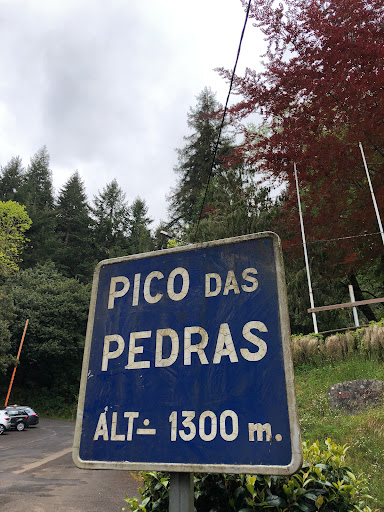 PICO DAS
PEDRAS
ALT- 1300 m.